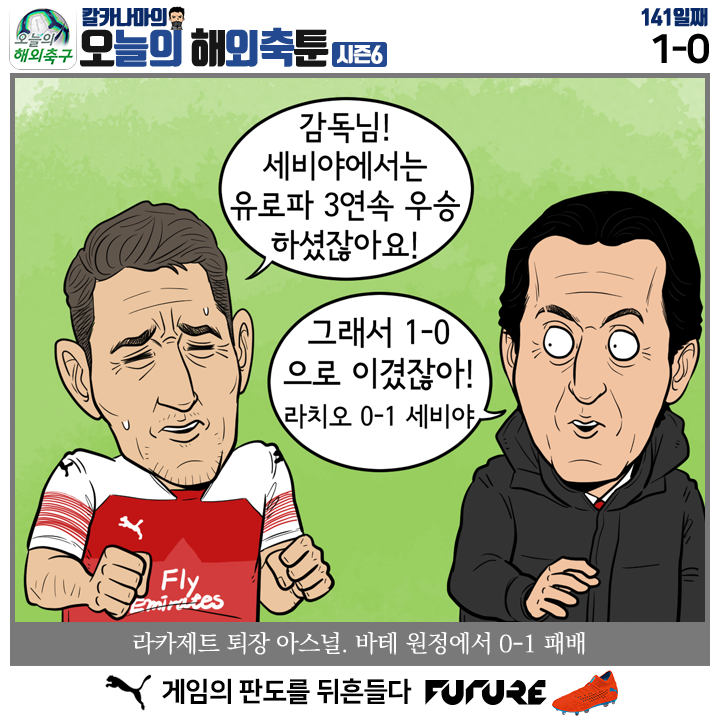 오늘의
해외축구
칼카나마의
오늘의 해외축툰
시즌6
141일째
1-0
감독님!
세비야에서는
유로파 3연속 우승
하셨잖아요!
그래서 1-0
으로 이겼잖아!
라치오 0-1 세비야
Fly
Emirates
라카제트 퇴장 아스널. 바테 원정에서 0-1 패배
게임의 판도를 뒤흔들다 FUTURE